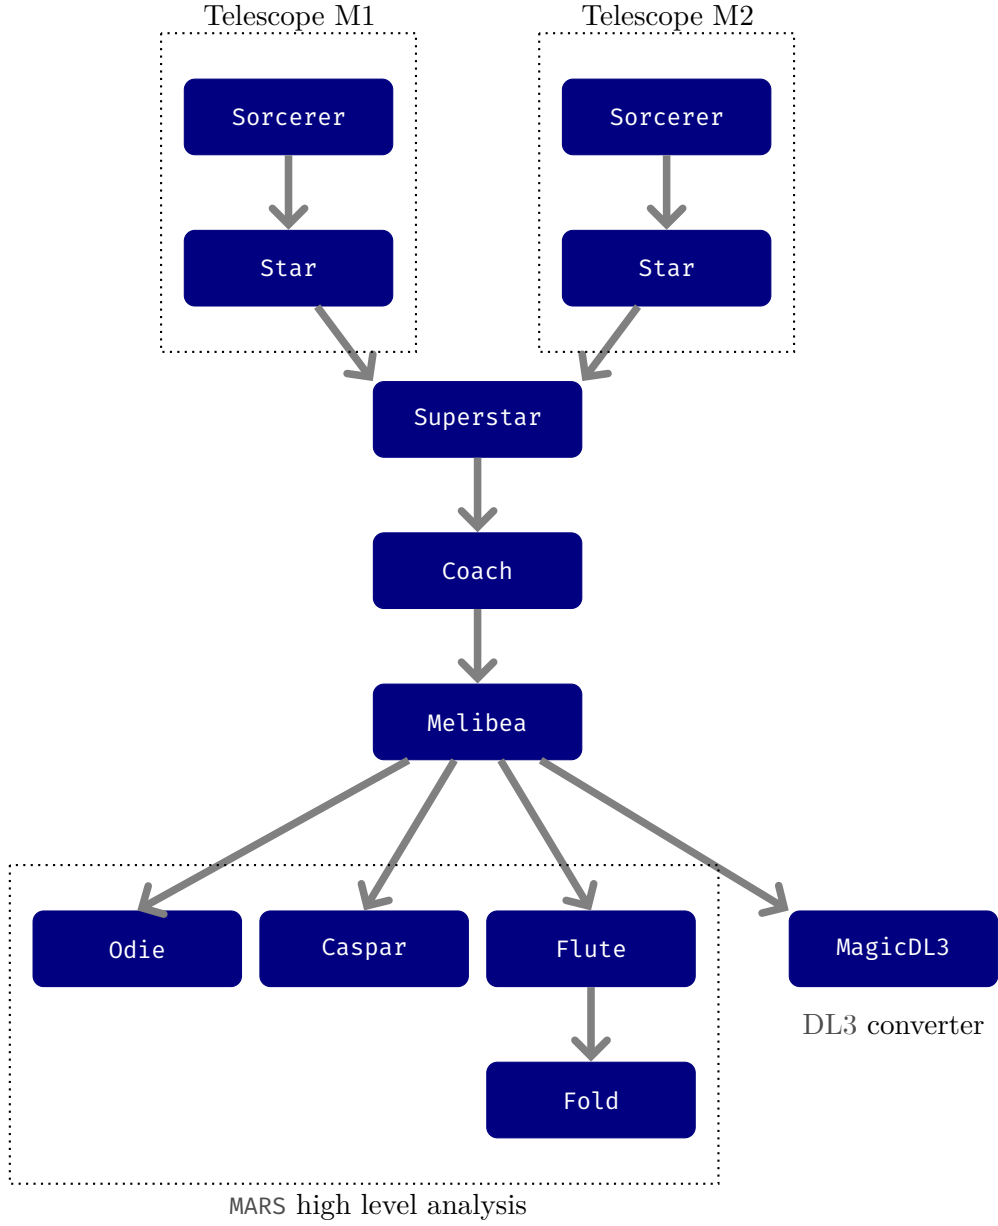 Telescope M1
Telescope M2
Sorcerer
Sorcerer
Star
Star
Superstar
Coach
Melibea
Odie
Caspar
Flute
MagicDL3
DL3 converter
Fold
MARS high level analysis